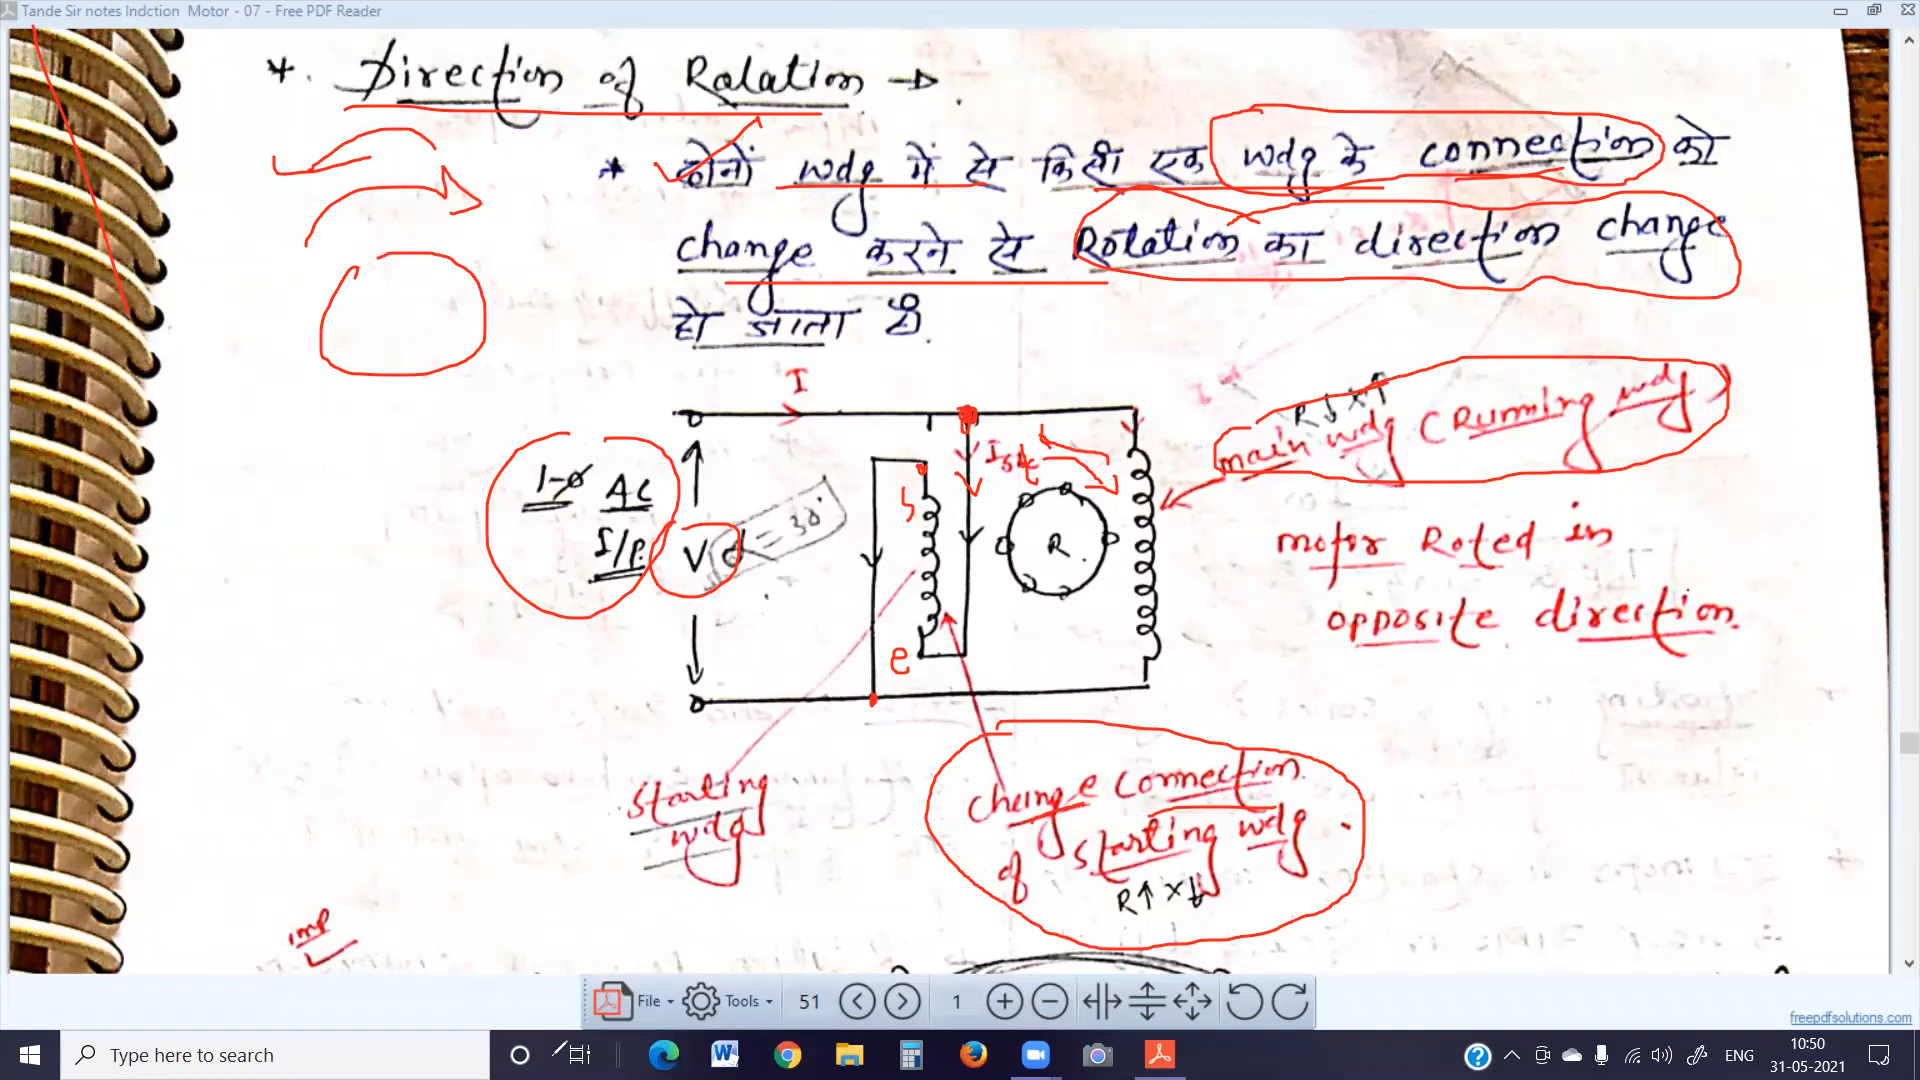 Tande Sir notes Indction Motor - 07 - Free PDF Reader
*. Direction of Rotation →.
* दोनों wdg में से किसी एक wdg के connection को
change करने से Rotation का direction change
हो जाता है.
I
R↓ X↑
main wdg (Running wdg)
1-ø AC
I/P.
V
α = 30°
s
Ist
R
e
motor Roted in
opposite direction.
Starting
wdg
change connection
of starting wdg.
R↑ X↓
imp
File
Tools
51
1
freepdfsolutions.com
Type here to search
ENG
10:50
31-05-2021